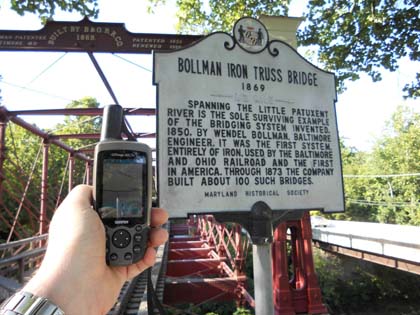 BUILT BY B&O.R.R.CO.
1869
BOLLMAN IRON TRUSS BRIDGE
1869
SPANNING THE LITTLE PATUXENT
RIVER IS THE SOLE SURVIVING EXAMPLE
OF THE BRIDGING SYSTEM INVENTED,
1850, BY WENDEL BOLLMAN, BALTIMORE
ENGINEER. IT WAS THE FIRST SYSTEM,
ENTIRELY OF IRON, USED BY THE BALTIMORE
AND OHIO RAILROAD AND THE FIRST
IN AMERICA. THROUGH 1873 THE COMPANY
BUILT ABOUT 100 SUCH BRIDGES.
MARYLAND HISTORICAL SOCIETY
GARMIN